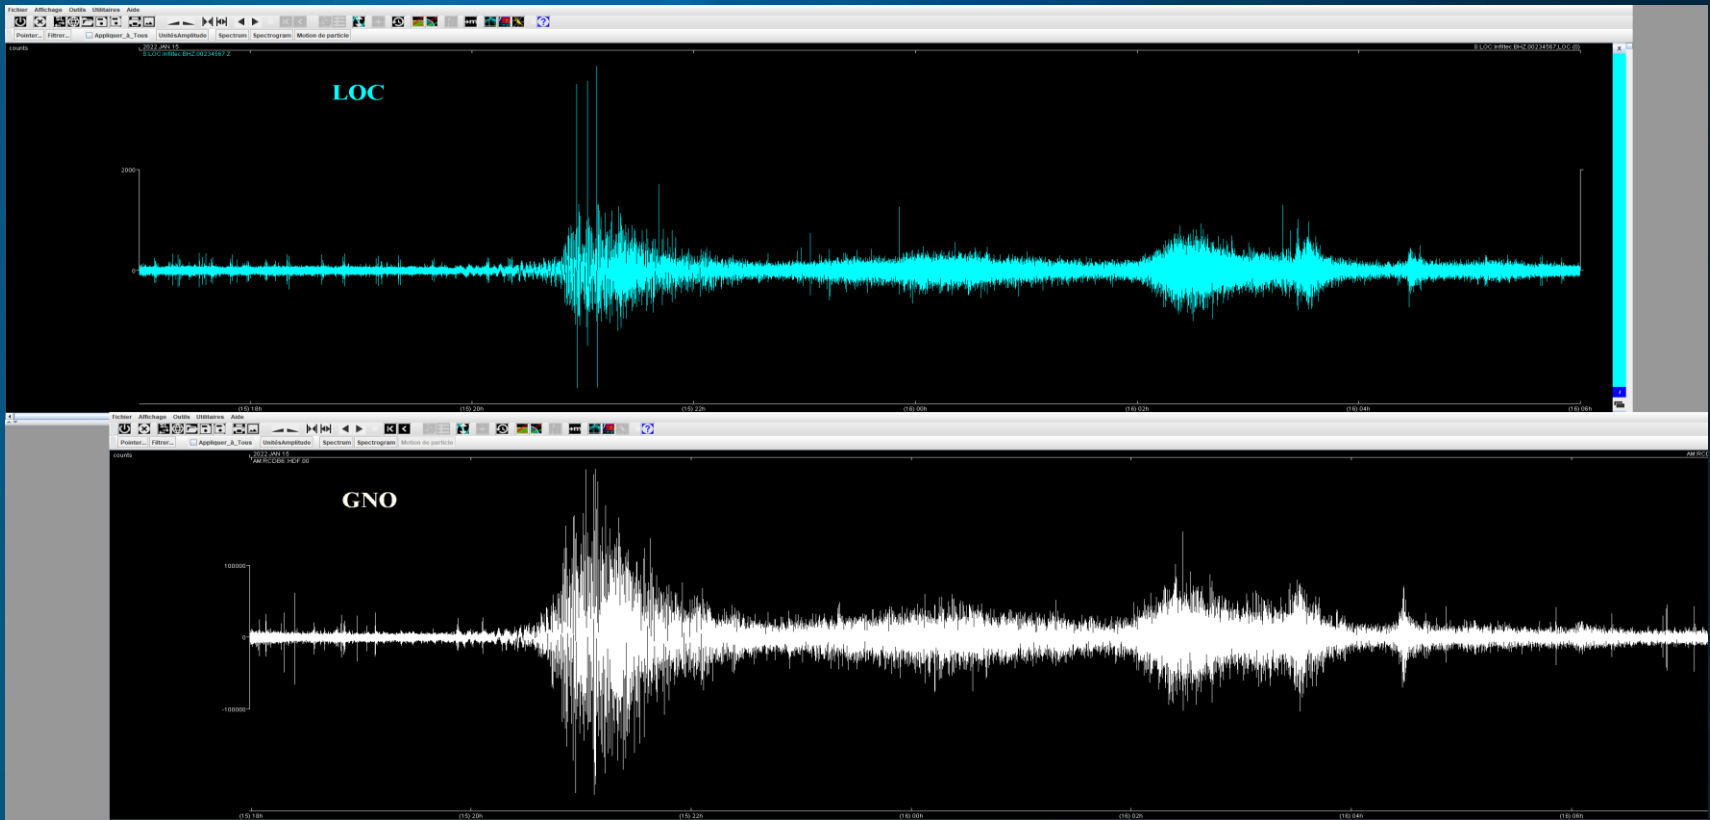 Fichier Affichage Outils Utilitaires Aide
Pointer... Filtrer... Appliquer_à_Tous UnitésAmplitude Spectrum Spectrogram Motion de particle
counts
2022 JAN 15
LOC
2000
0
(15) 18h (15) 20h (15) 22h (16) 00h (16) 02h (16) 04h (16) 06h
Fichier Affichage Outils Utilitaires Aide
Pointer... Filtrer... Appliquer_à_Tous UnitésAmplitude Spectrum Spectrogram Motion de particle
counts
2022 JAN 15
GNO
100000
0
-100000
(15) 18h (15) 20h (15) 22h (16) 00h (16) 02h (16) 04h (16) 06h